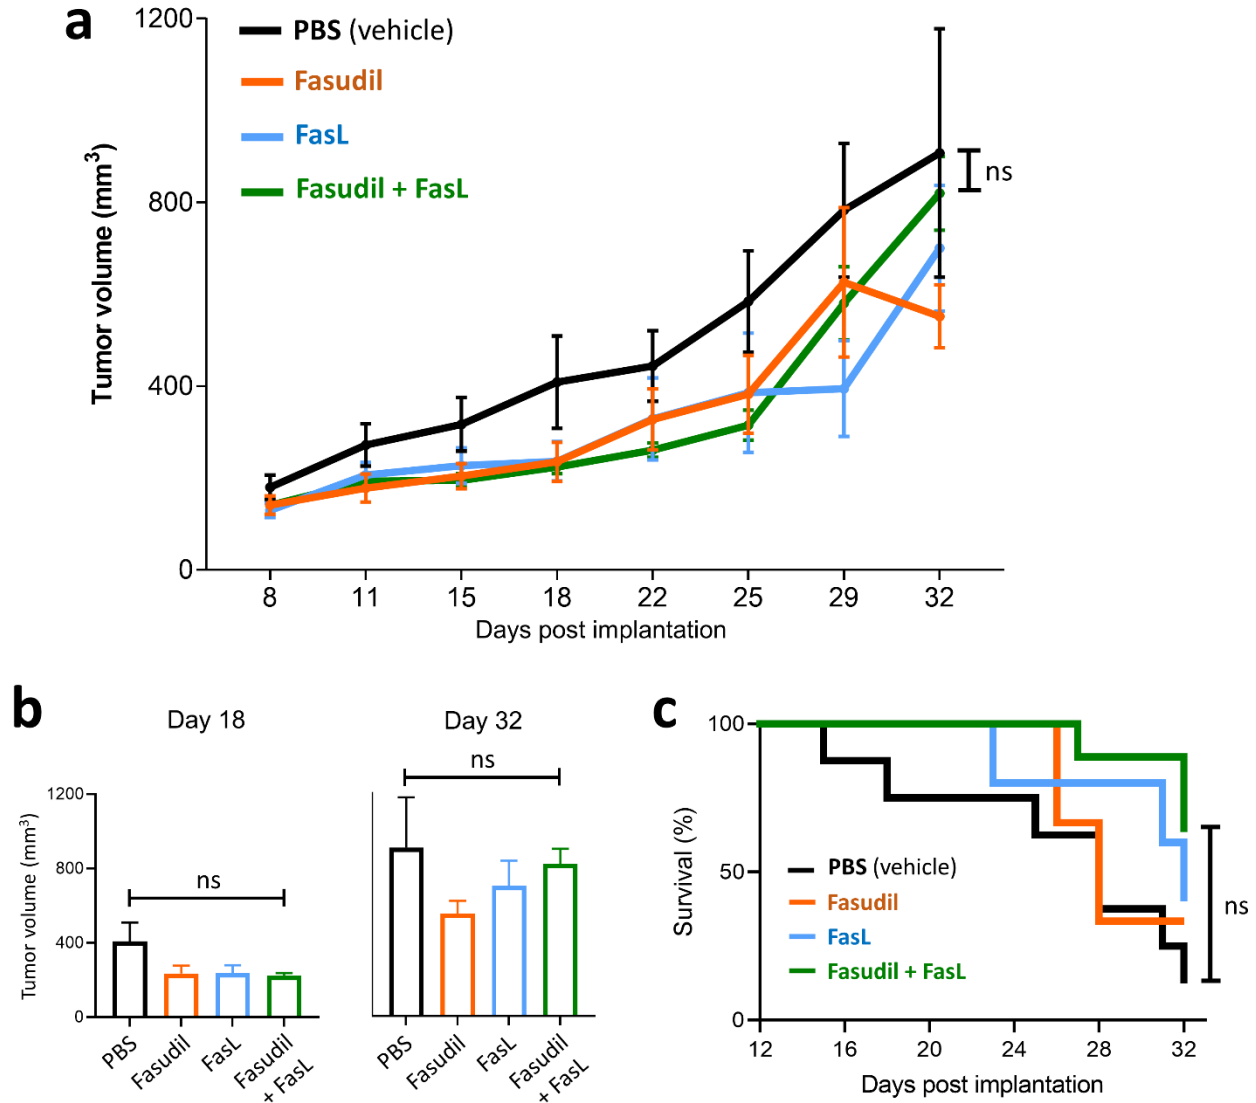 a
1200
800
400
0
Tumor volume (mm³)
PBS (vehicle)
Fasudil
FasL
Fasudil + FasL
ns
8 11 15 18 22 25 29 32
Days post implantation
b
Day 18
Day 32
ns
ns
1200
800
400
0
Tumor volume (mm³)
PBS
Fasudil
FasL
Fasudil
+ FasL
PBS
Fasudil
FasL
Fasudil
+ FasL
c
100
50
0
Survival (%)
PBS (vehicle)
Fasudil
FasL
Fasudil + FasL
ns
12 16 20 24 28 32
Days post implantation